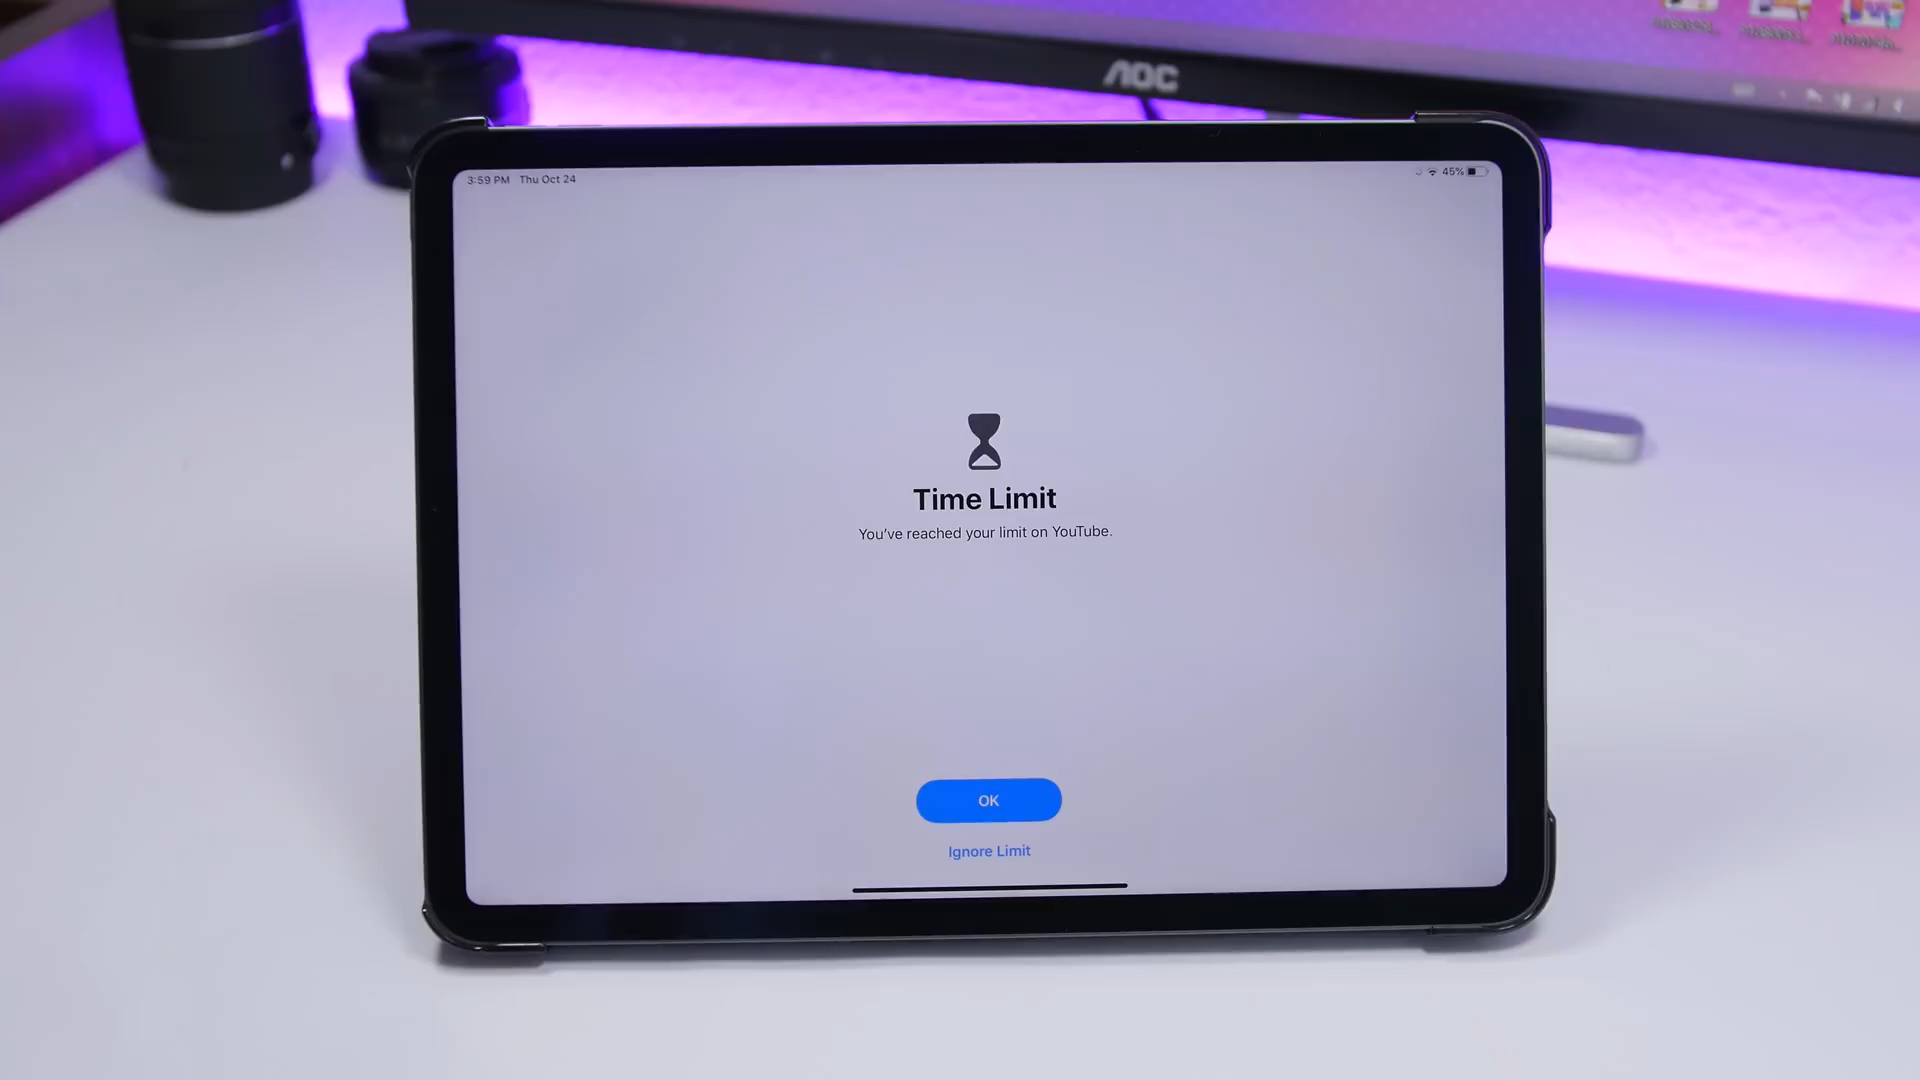 AOC
3:59 PM Thu Oct 24
45%
Time Limit
You've reached your limit on YouTube.
OK
Ignore Limit